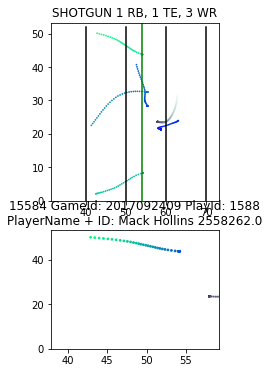 SHOTGUN 1 RB, 1 TE, 3 WR
50
40
30
20
10
0
40 50 60 70
15584 GameId: 2017092409 PlayId: 1588
PlayerName + ID: Mack Hollins 2558262.0
40
20
0
40 45 50 55